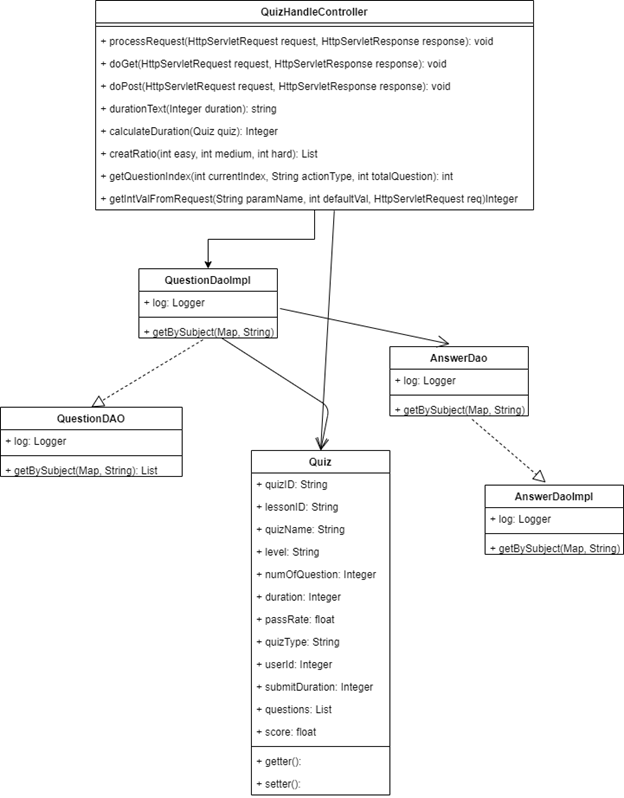 QuizHandleController
+ processRequest(HttpServletRequest request, HttpServletResponse response): void
+ doGet(HttpServletRequest request, HttpServletResponse response): void
+ doPost(HttpServletRequest request, HttpServletResponse response): void
+ durationText(Integer duration): string
+ calculateDuration(Quiz quiz): Integer
+ creatRatio(int easy, int medium, int hard): List
+ getQuestionIndex(int currentIndex, String actionType, int totalQuestion): int
+ getIntValFromRequest(String paramName, int defaultVal, HttpServletRequest req)Integer
QuestionDaoImpl
+ log: Logger
+ getBySubject(Map, String)
AnswerDao
+ log: Logger
+ getBySubject(Map, String)
QuestionDAO
+ log: Logger
+ getBySubject(Map, String): List
Quiz
+ quizID: String
+ lessonID: String
+ quizName: String
+ level: String
+ numOfQuestion: Integer
+ duration: Integer
+ passRate: float
+ quizType: String
+ userId: Integer
+ submitDuration: Integer
+ questions: List
+ score: float
+ getter():
+ setter():
AnswerDaoImpl
+ log: Logger
+ getBySubject(Map, String)